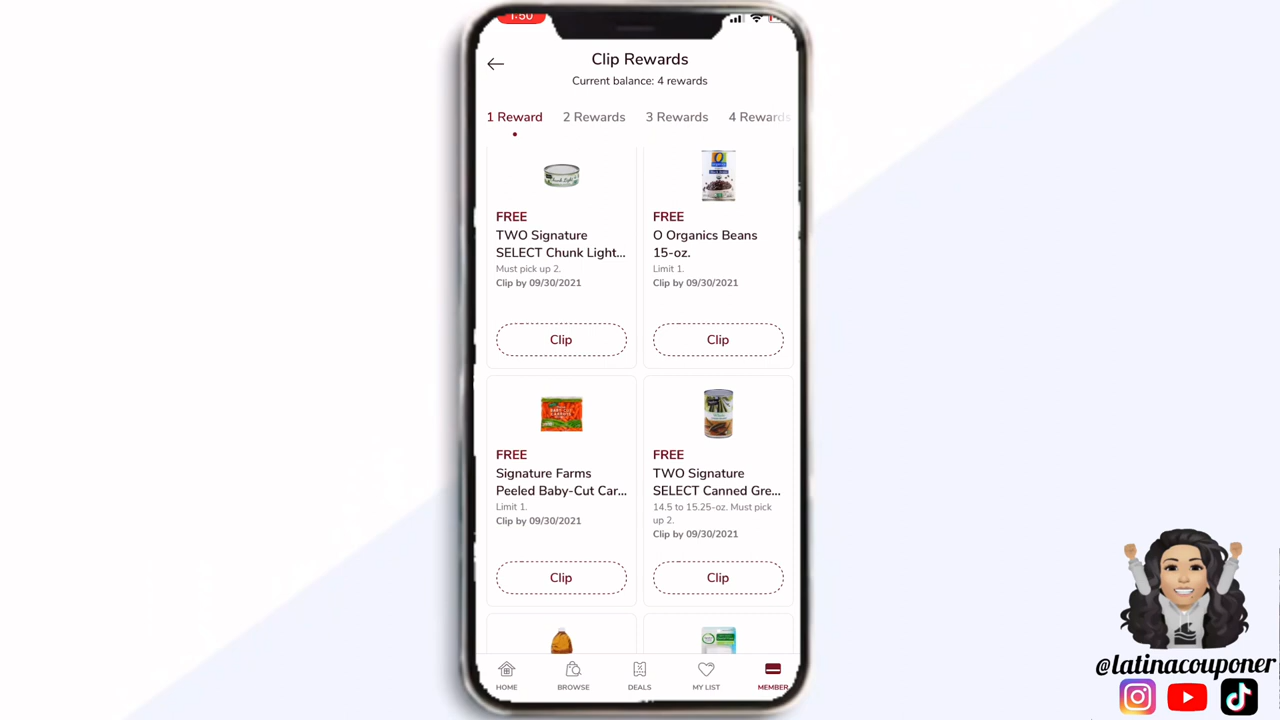 1:50
Clip Rewards
Current balance: 4 rewards
1 Reward 2 Rewards 3 Rewards 4 Rewards
FREE
TWO Signature
SELECT Chunk Light...
Must pick up 2.
Clip by 09/30/2021
Clip
FREE
O Organics Beans
15-oz.
Limit 1.
Clip by 09/30/2021
Clip
FREE
Signature Farms
Peeled Baby-Cut Car...
Limit 1.
Clip by 09/30/2021
Clip
FREE
TWO Signature
SELECT Canned Gre...
14.5 to 15.25-oz. Must pick
up 2.
Clip by 09/30/2021
Clip
HOME BROWSE DEALS MY LIST MEMBER
@latinacouponer